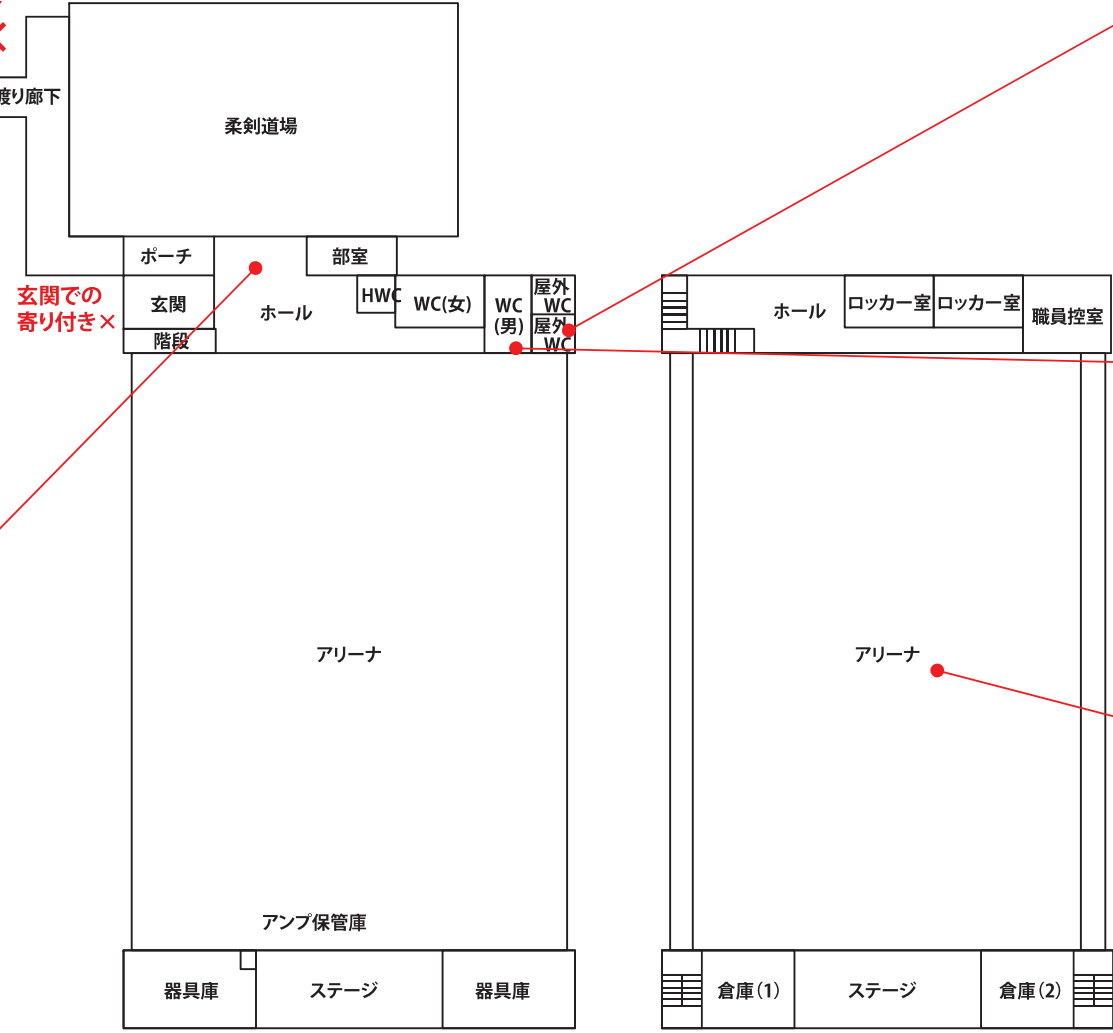 ×
渡り廊下
柔剣道場
ポーチ
部室
玄関での
寄り付き×
玄関
ホール
HWC
WC(女)
WC
(男)
屋外
WC
屋外
WC
階段
アリーナ
アンプ保管庫
器具庫
ステージ
器具庫
ホール
ロッカー室
ロッカー室
職員控室
アリーナ
倉庫(1)
ステージ
倉庫(2)